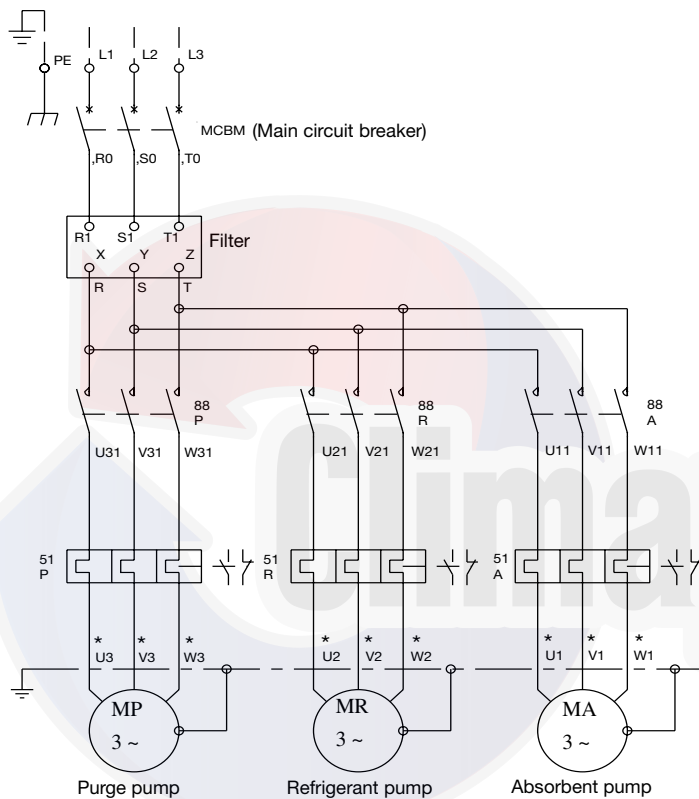 PE L1 L2 L3
MCBM (Main circuit breaker)
,R0 ,S0 ,T0
R1 S1 T1
X Y Z
Filter
R S T
88 P
88 R
88 A
U31 V31 W31
U21 V21 W21
U11 V11 W11
51 P
51 R
51 A
* * *
* * *
* * *
U3 V3 W3
U2 V2 W2
U1 V1 W1
MP
3 ~
MR
3 ~
MA
3 ~
Purge pump
Refrigerant pump
Absorbent pump
Clima